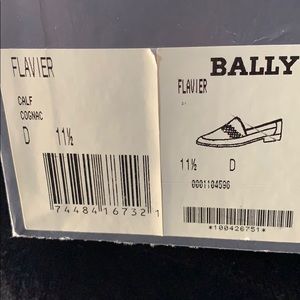 FLAVIER
CALF
COGNAC
D 11½
74484 16732 1
BALLY
FLAVIER
11½ D
0001104596
*100426751*